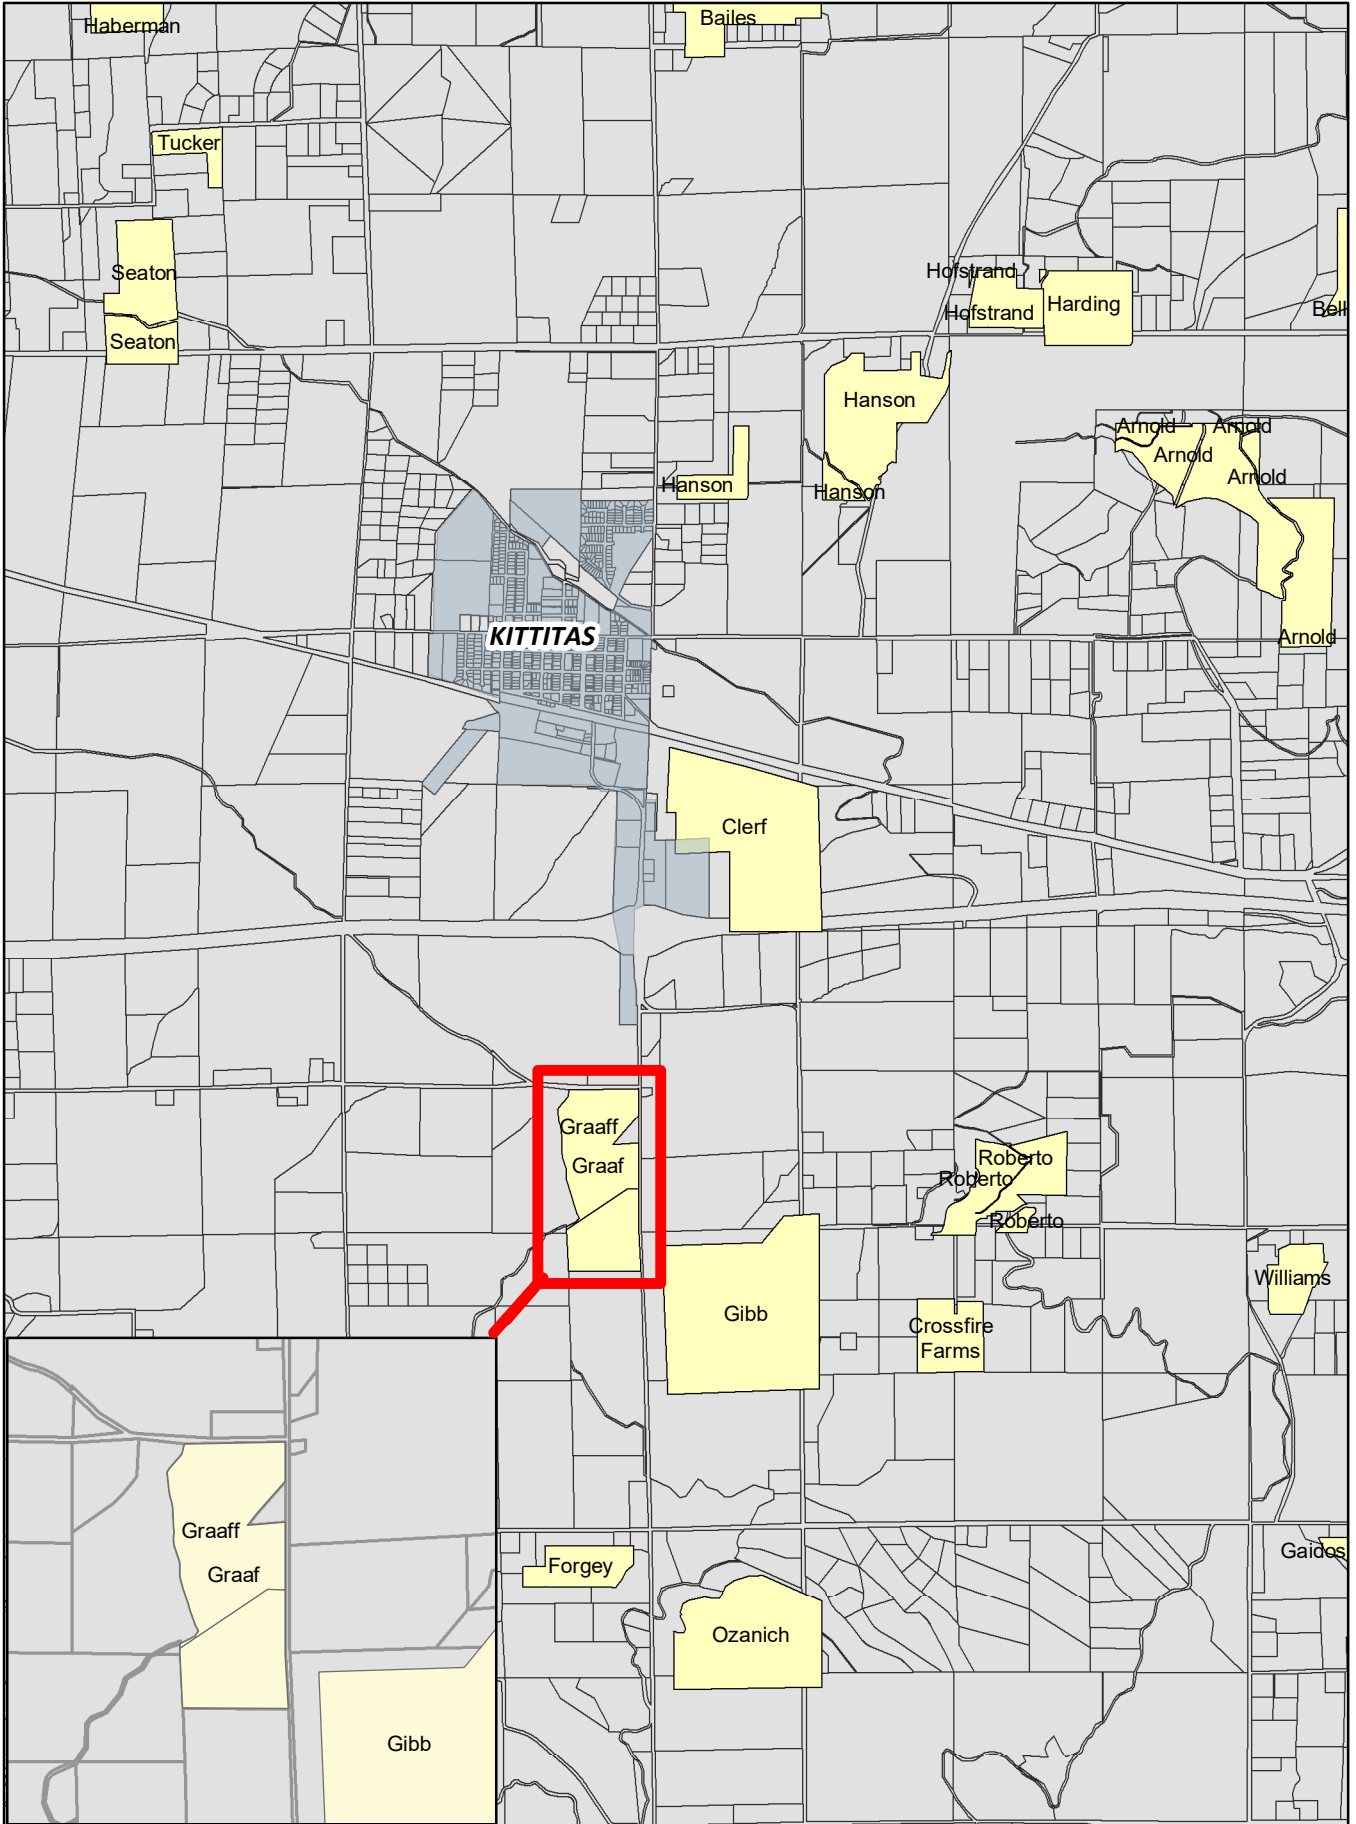 Haberman
Bailes
Tucker
Seaton
Seaton
Hofstrand
Hofstrand
Harding
Hanson
Hanson
Hanson
Arnold
Arnold
Arnold
Arnold
Arnold
KITTITAS
Clerf
Graaff
Graaf
Roberto
Roberto
Roberto
Gibb
Williams
Crossfire
Farms
Graaff
Graaf
Gibb
Forgey
Ozanich
Gaidos